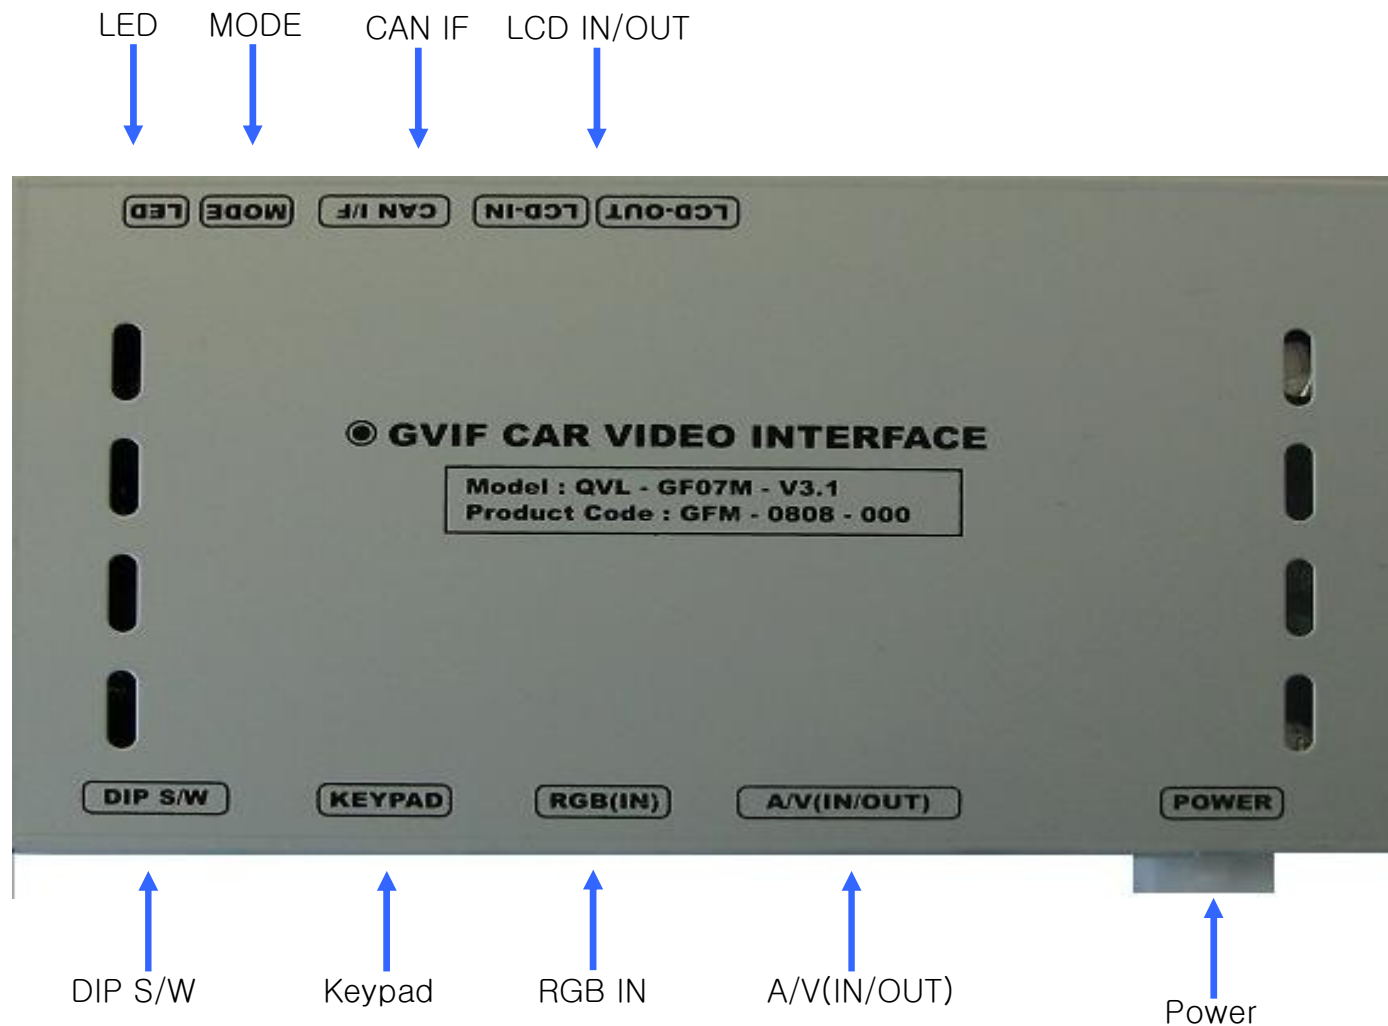 LED MODE CAN IF LCD IN/OUT
LED MODE CAN I/F LCD-IN LCD-OUT
GVIF CAR VIDEO INTERFACE
Model : QVL - GF07M - V3.1
Product Code : GFM - 0808 - 000
DIP S/W KEYPAD RGB(IN) A/V(IN/OUT) POWER
DIP S/W Keypad RGB IN A/V(IN/OUT) Power